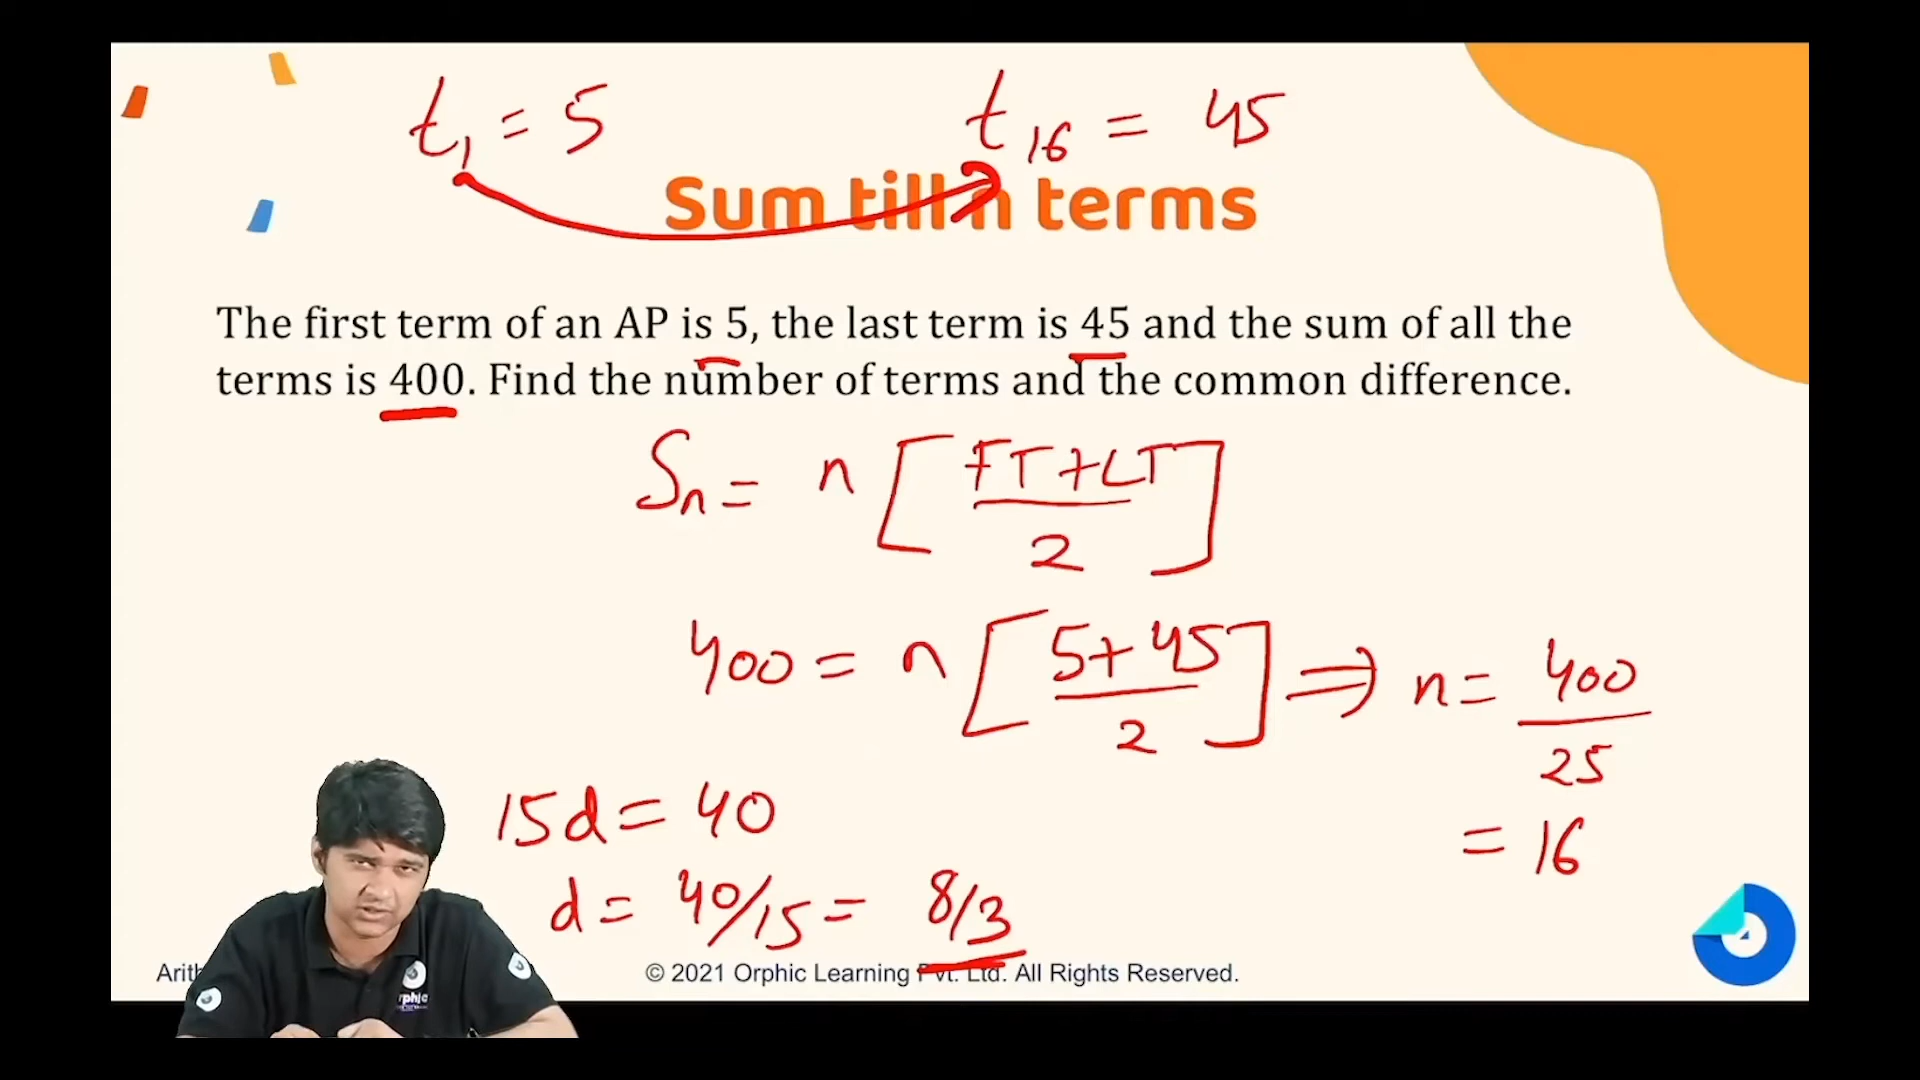 t₁ = 5
t₁₆ = 45
Sum till n terms
The first term of an AP is 5, the last term is 45 and the sum of all the
terms is 400. Find the number of terms and the common difference.
Sₙ = n [ FT+LT / 2 ]
400 = n [ 5+45 / 2 ] ⇒ n = 400 / 25
= 16
15d = 40
d = 40/15 = 8/3
© 2021 Orphic Learning Pvt. Ltd. All Rights Reserved.